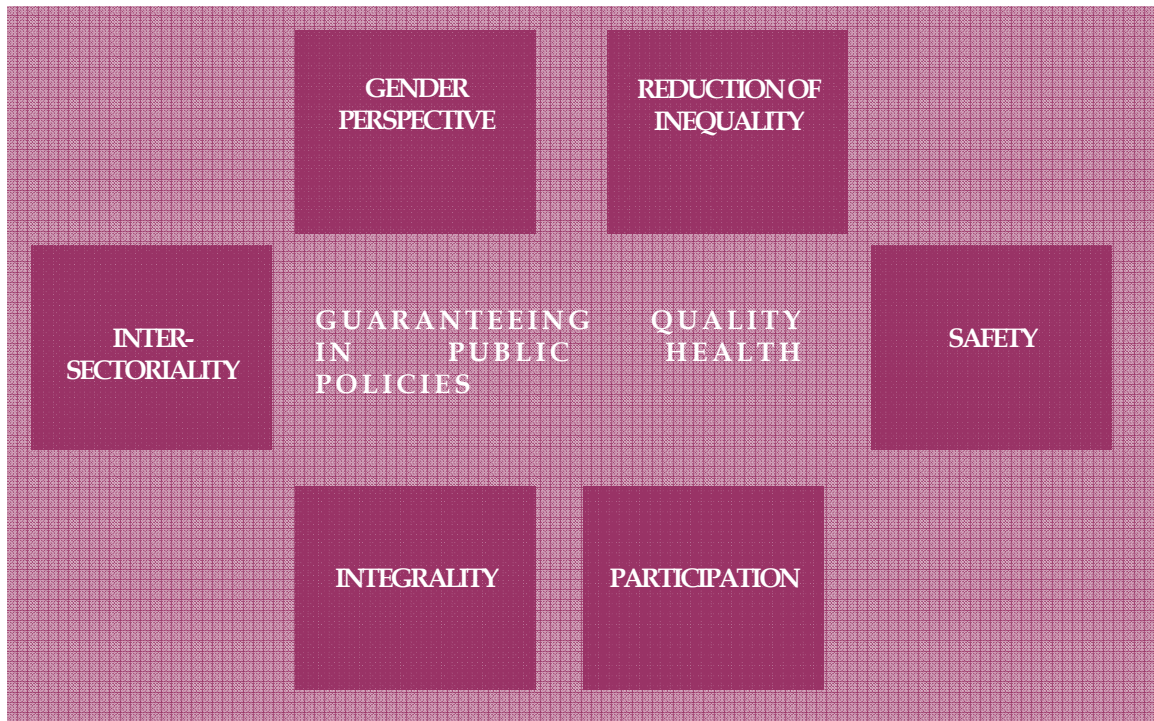 GENDER
PERSPECTIVE
REDUCTION OF
INEQUALITY
INTER-
SECTORIALITY
GUARANTEEING QUALITY
IN PUBLIC HEALTH
POLICIES
SAFETY
INTEGRALITY
PARTICIPATION